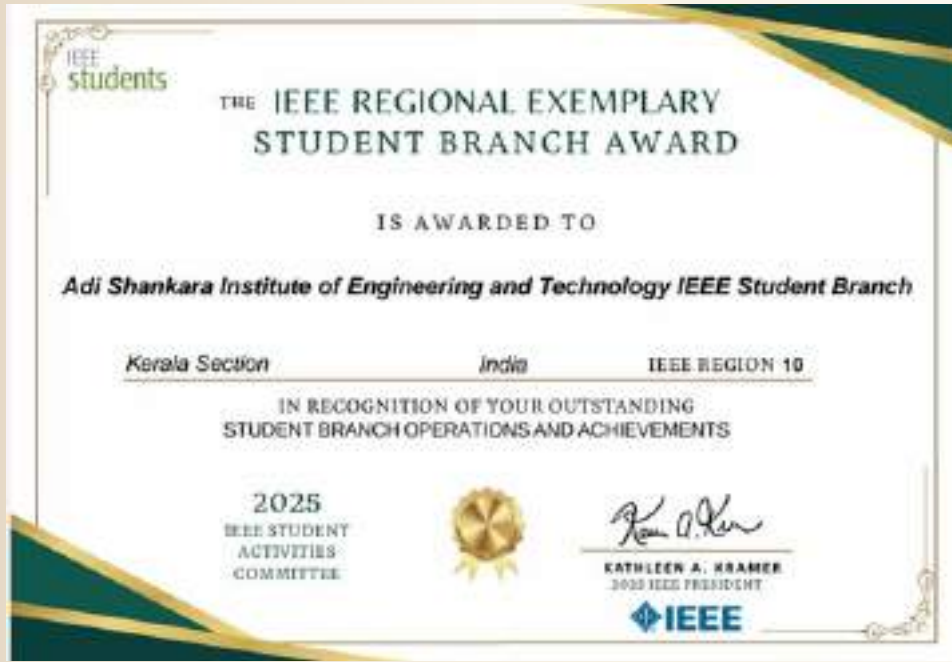 IEEE
students
THE IEEE REGIONAL EXEMPLARY
STUDENT BRANCH AWARD
IS AWARDED TO
Adi Shankara Institute of Engineering and Technology IEEE Student Branch
Kerala Section India IEEE REGION 10
IN RECOGNITION OF YOUR OUTSTANDING
STUDENT BRANCH OPERATIONS AND ACHIEVEMENTS
2025
IEEE STUDENT
ACTIVITIES
COMMITTEE
KATHLEEN A. KRAMER
2025 IEEE PRESIDENT
IEEE